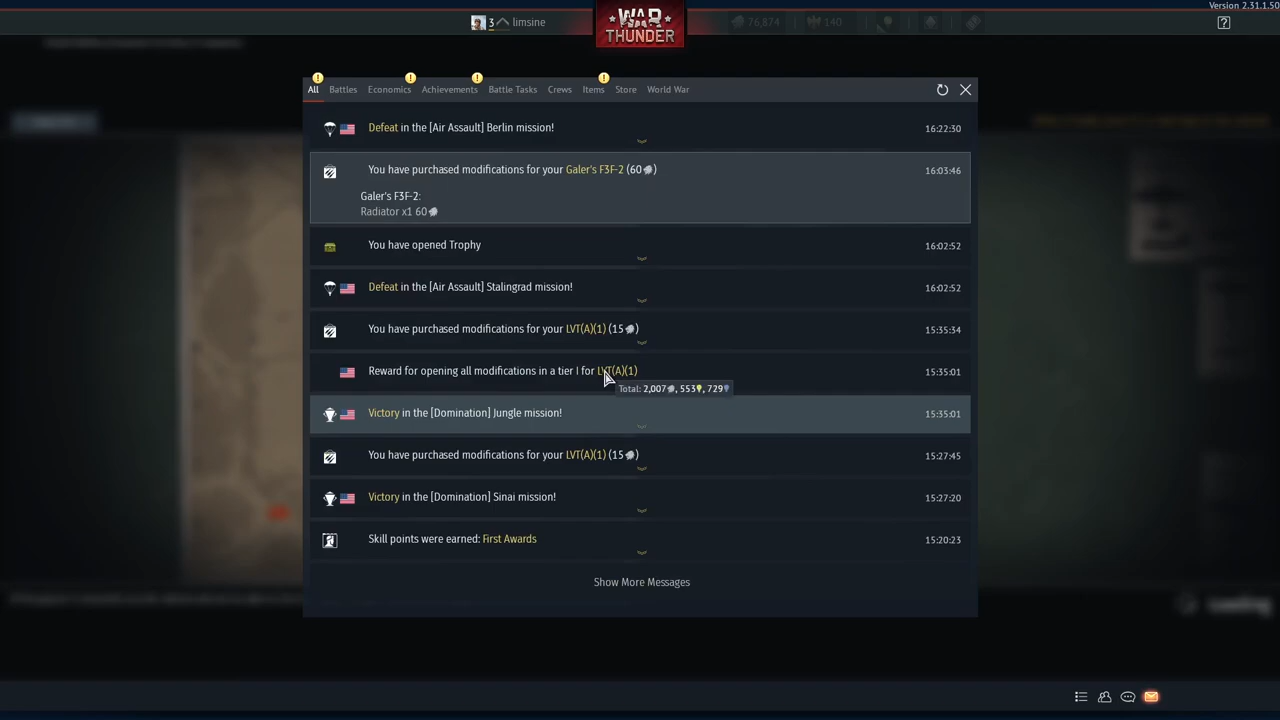 Version 2.31.1.50
3 limsine
WAR THUNDER
76,874
140
?
All Battles Economics Achievements Battle Tasks Crews Items Store World War
Defeat in the [Air Assault] Berlin mission! 16:22:30
You have purchased modifications for your Galer's F3F-2 (60) 16:03:46
Galer's F3F-2:
Radiator x1 60
You have opened Trophy 16:02:52
Defeat in the [Air Assault] Stalingrad mission! 16:02:52
You have purchased modifications for your LVT(A)(1) (15) 15:35:34
Reward for opening all modifications in a tier I for LVT(A)(1) 15:35:01
Total: 2,007, 553, 729
Victory in the [Domination] Jungle mission! 15:35:01
You have purchased modifications for your LVT(A)(1) (15) 15:27:45
Victory in the [Domination] Sinai mission! 15:27:20
Skill points were earned: First Awards 15:20:23
Show More Messages